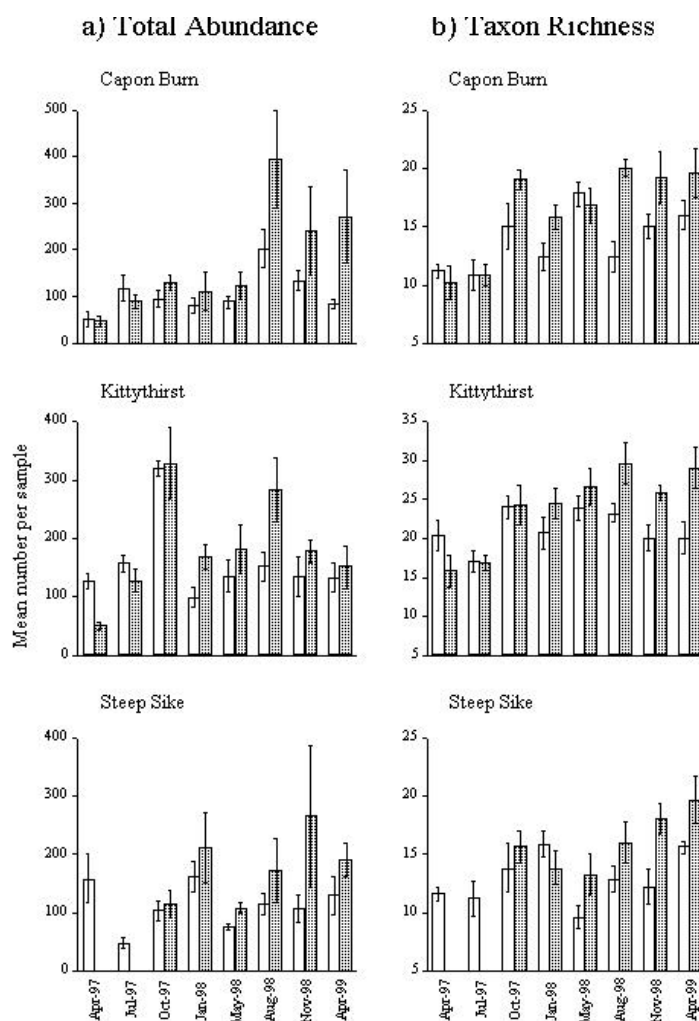 a) Total Abundance
b) Taxon Richness
Capon Burn
Capon Burn
500
400
300
200
100
0
25
20
15
10
5
Kittythirst
Kittythirst
Mean number per sample
400
300
200
100
0
35
30
25
20
15
10
5
Steep Sike
Steep Sike
400
300
200
100
0
25
20
15
10
5
Apr-97
Jul-97
Oct-97
Jan-98
May-98
Aug-98
Nov-98
Apr-99
Apr-97
Jul-97
Oct-97
Jan-98
May-98
Aug-98
Nov-98
Apr-99